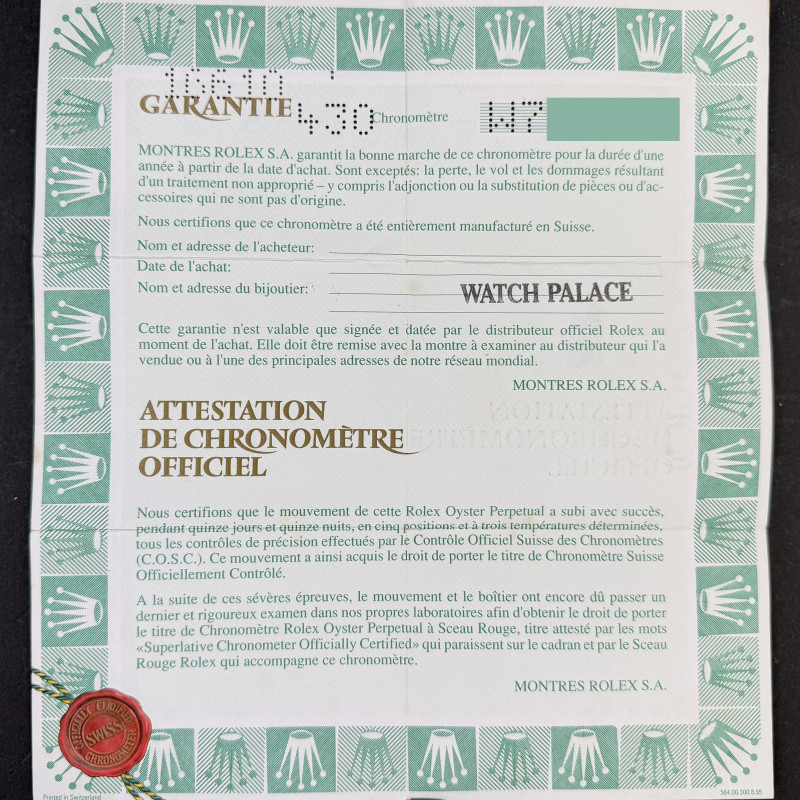 16610
GARANTIE
430
Chronomètre
W7
MONTRES ROLEX S.A. garantit la bonne marche de ce chronomètre pour la durée d'une
année à partir de la date d'achat. Sont exceptés: la perte, le vol et les dommages résultant
d'un traitement non approprié – y compris l'adjonction ou la substitution de pièces ou d'ac-
cessoires qui ne sont pas d'origine.
Nous certifions que ce chronomètre a été entièrement manufacturé en Suisse.
Nom et adresse de l'acheteur:
Date de l'achat:
Nom et adresse du bijoutier:
WATCH PALACE
Cette garantie n'est valable que signée et datée par le distributeur officiel Rolex au
moment de l'achat. Elle doit être remise avec la montre à examiner au distributeur qui l'a
vendue ou à l'une des principales adresses de notre réseau mondial.
MONTRES ROLEX S.A.
ATTESTATION
DE CHRONOMÈTRE
OFFICIEL
Nous certifions que le mouvement de cette Rolex Oyster Perpetual a subi avec succès,
pendant quinze jours et quinze nuits, en cinq positions et à trois températures déterminées,
tous les contrôles de précision effectués par le Contrôle Officiel Suisse des Chronomètres
(C.O.S.C.). Ce mouvement a ainsi acquis le droit de porter le titre de Chronomètre Suisse
Officiellement Contrôlé.
A la suite de ces sévères épreuves, le mouvement et le boîtier ont encore dû passer un
dernier et rigoureux examen dans nos propres laboratoires afin d'obtenir le droit de porter
le titre de Chronomètre Rolex Oyster Perpetual à Sceau Rouge, titre attesté par les mots
«Superlative Chronometer Officially Certified» qui paraissent sur le cadran et par le Sceau
Rouge Rolex qui accompagne ce chronomètre.
MONTRES ROLEX S.A.
OFFICIALLY CERTIFIED
SWISS
CHRONOMETER
Printed in Switzerland
564.00.300.6.95